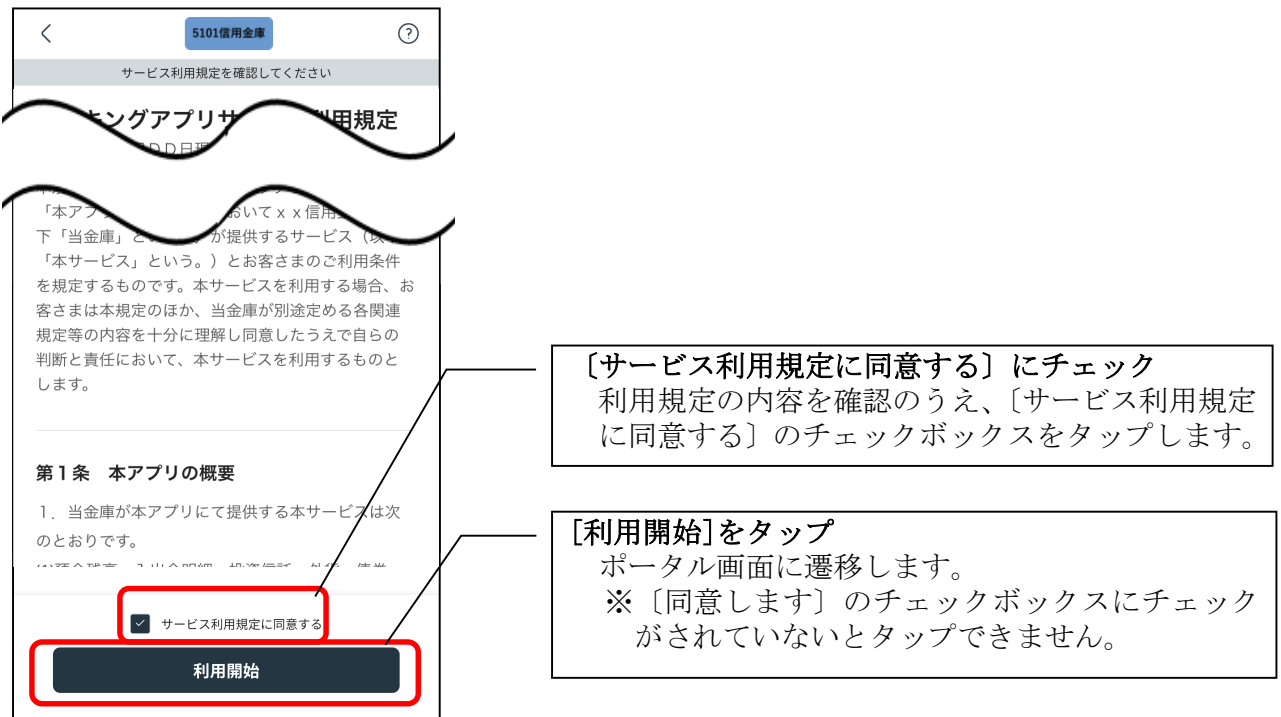 5101信用金庫
サービス利用規定を確認してください
キングアプリサ 利用規定
ＤＤ日現
「本アプ おいてｘｘ信用
下「当金庫」と が提供するサービス（以
「本サービス」という。）とお客さまのご利用条件
を規定するものです。本サービスを利用する場合、お
客さまは本規定のほか、当金庫が別途定める各関連
規定等の内容を十分に理解し同意したうえで自らの
判断と責任において、本サービスを利用するものと
します。
第１条　本アプリの概要
１．当金庫が本アプリにて提供する本サービスは次
のとおりです。
サービス利用規定に同意する
利用開始
〔サービス利用規定に同意する〕にチェック
利用規定の内容を確認のうえ、〔サービス利用規定
に同意する〕のチェックボックスをタップします。
[利用開始]をタップ
ポータル画面に遷移します。
※〔同意します〕のチェックボックスにチェック
がされていないとタップできません。